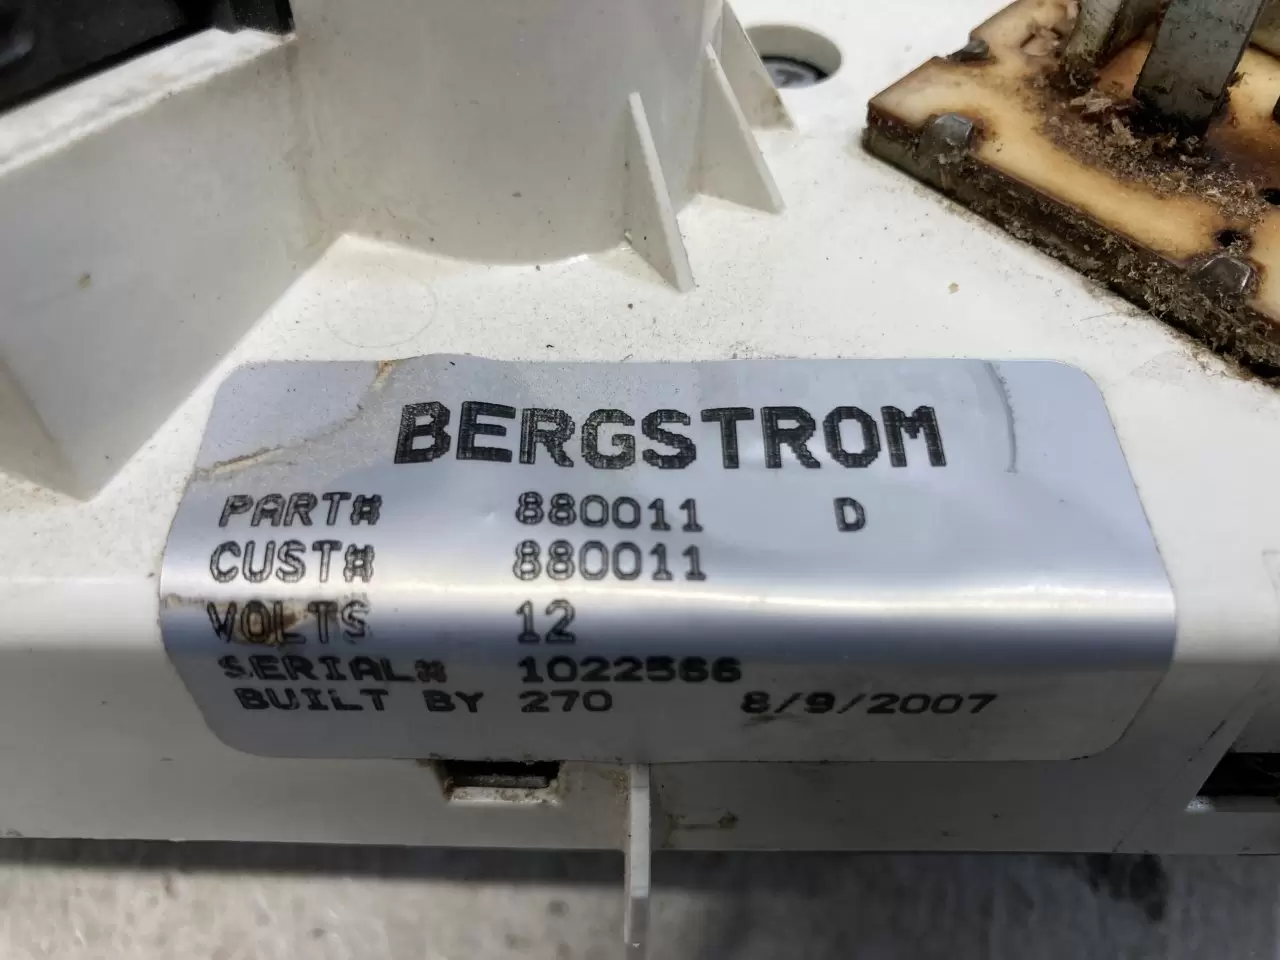 BERGSTROM
PART# 880011 D
CUST# 880011
VOLTS 12
SERIAL# 1022566
BUILT BY 270 8/9/2007